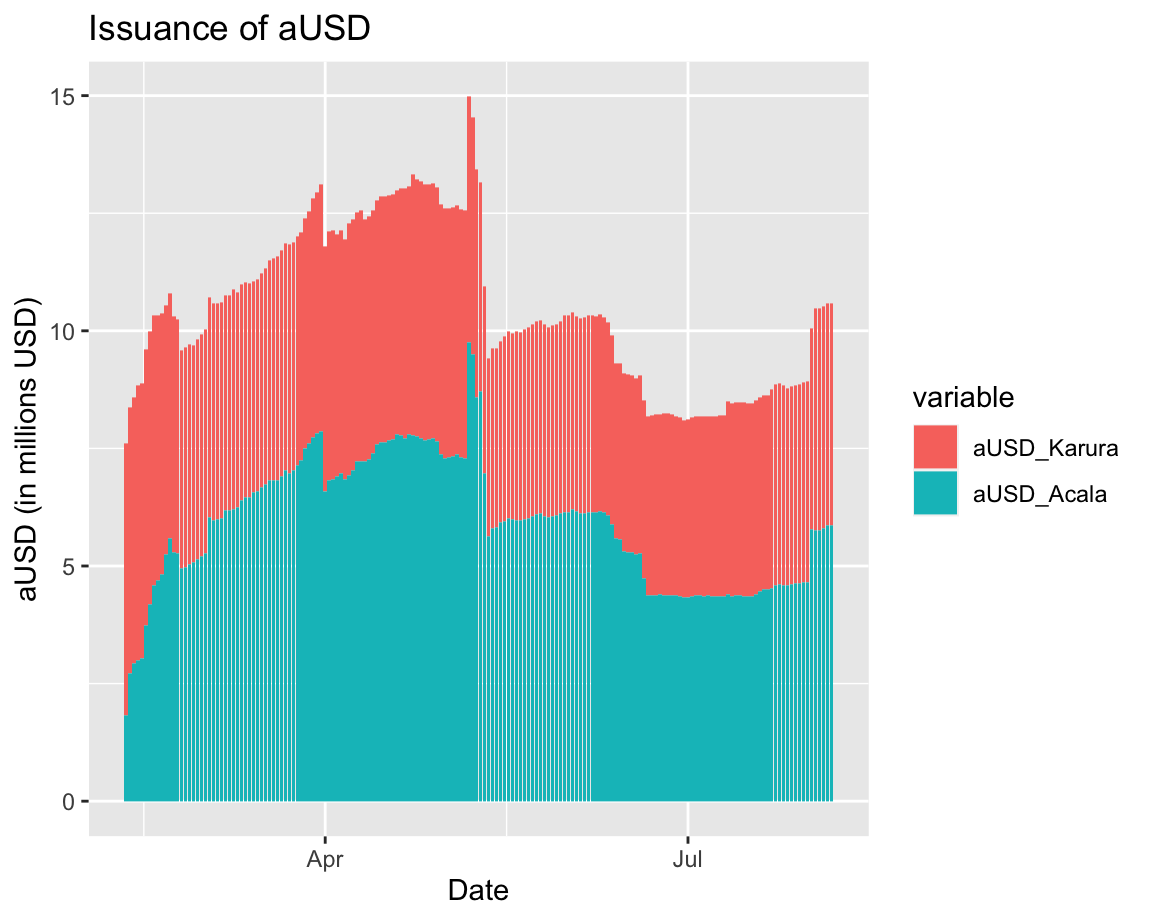 Issuance of aUSD
15
10
5
0
aUSD (in millions USD)
Apr
Jul
Date
variable
aUSD_Karura
aUSD_Acala